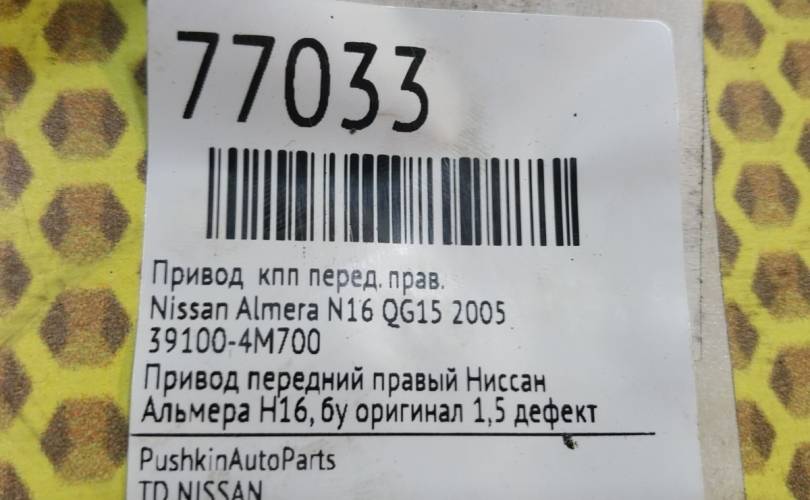 77033
Привод кпп перед. прав.
Nissan Almera N16 QG15 2005
39100-4M700
Привод передний правый Ниссан
Альмера Н16, бу оригинал 1,5 дефект
PushkinAutoParts
TD NISSAN